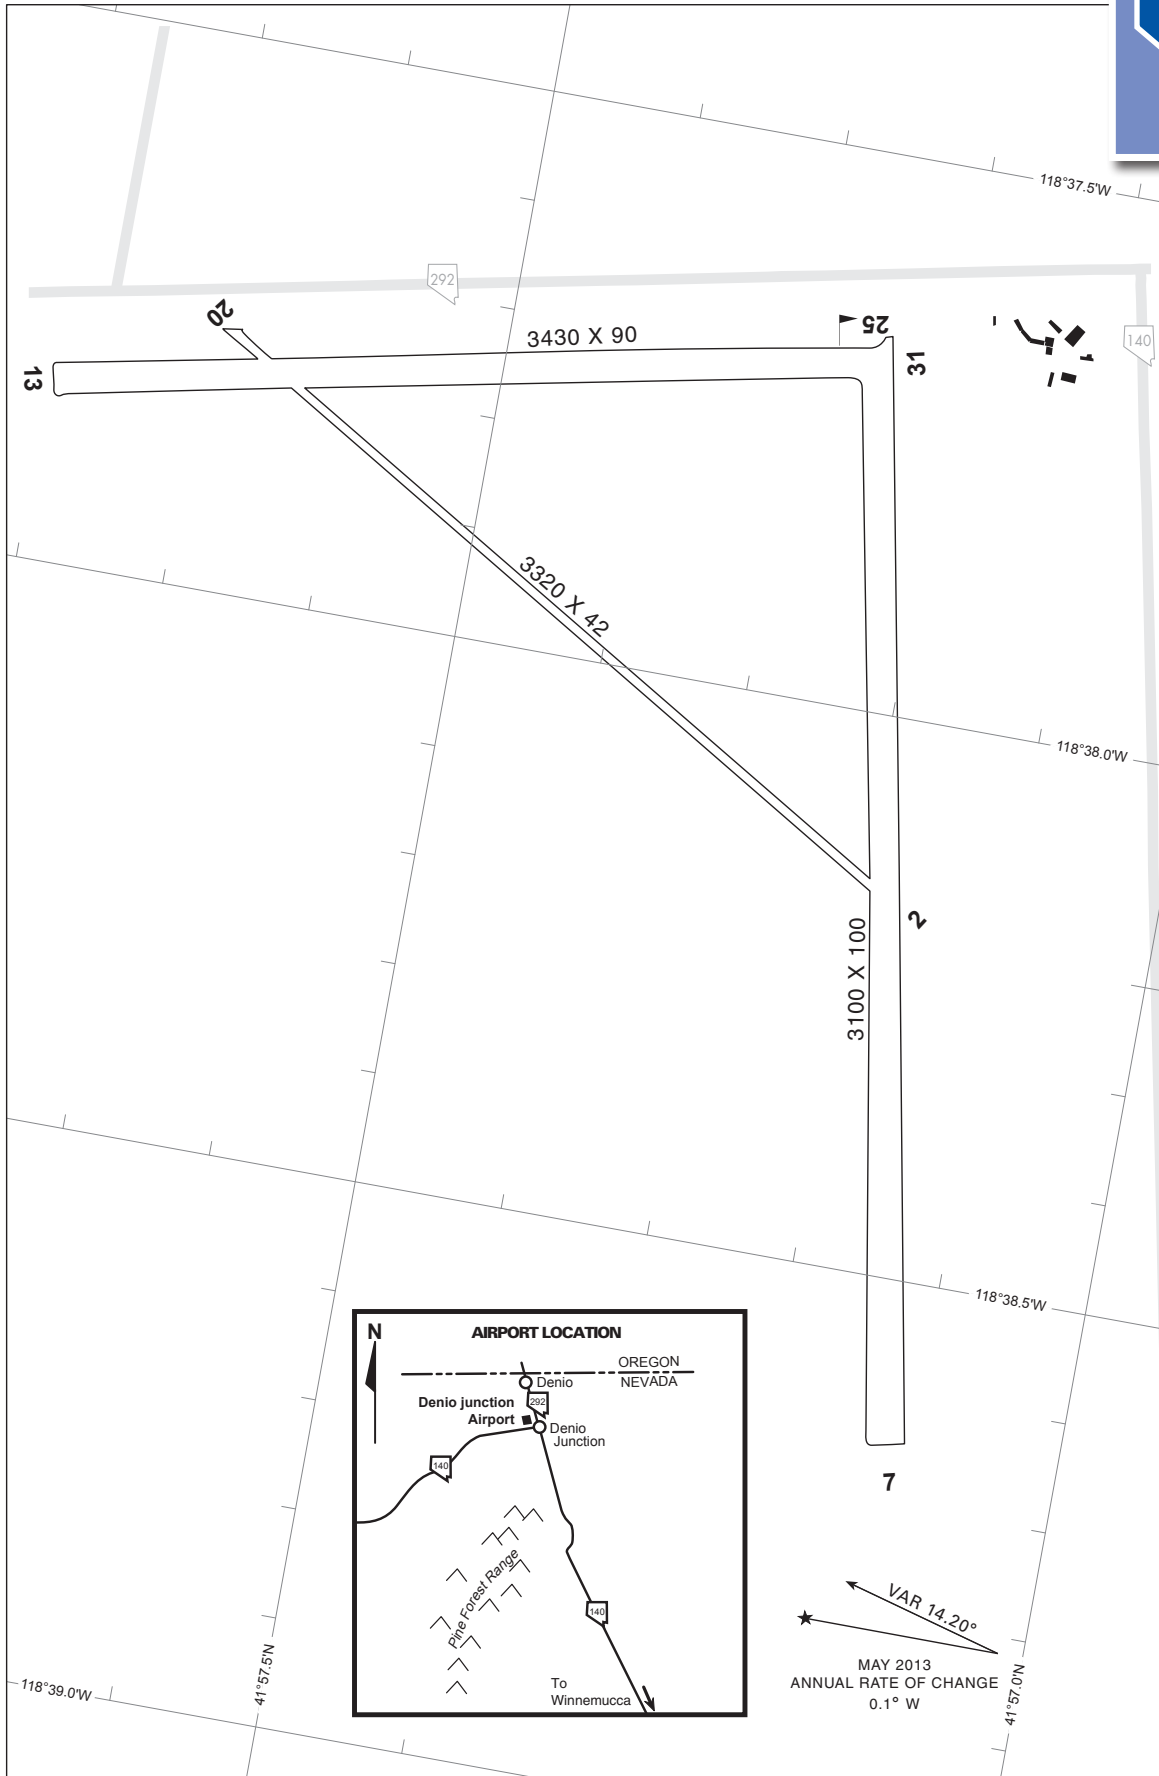 118°37.5'W
292
20
25
3430 X 90
140
31
13
3320 X 42
118°38.0'W
2
3100 X 100
118°38.5'W
N
AIRPORT LOCATION
OREGON
Denio
NEVADA
Denio junction
Airport
292
Denio
Junction
140
7
Pine Forest Range
140
VAR 14.20°
To
Winnemucca
MAY 2013
ANNUAL RATE OF CHANGE
0.1° W
118°39.0'W
41°57.5'N
41°57.0'N